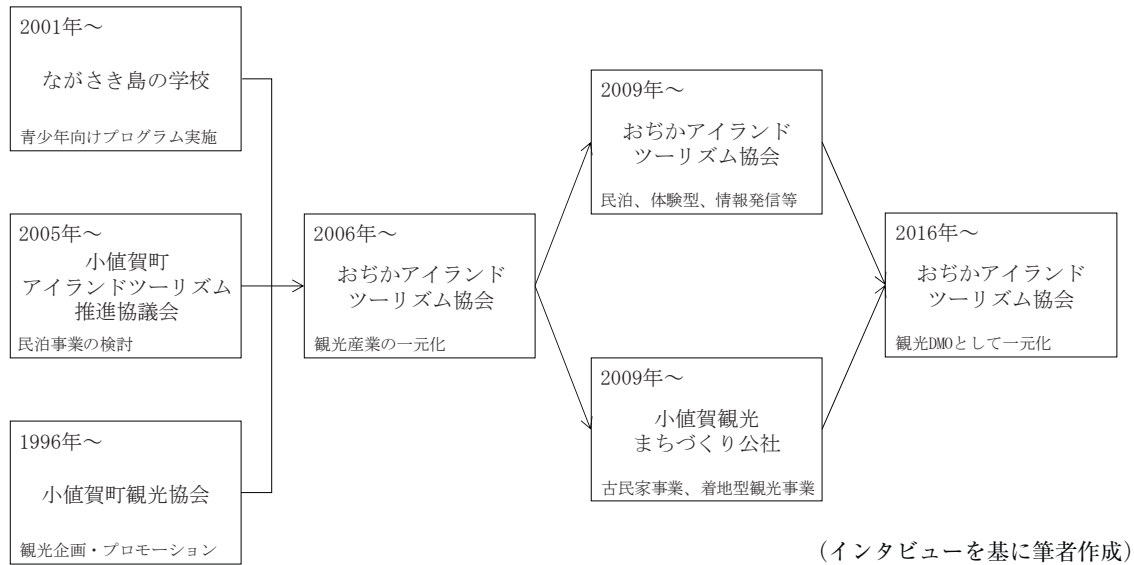 2001年～
ながさき島の学校
青少年向けプログラム実施
2005年～
小値賀町
アイランドツーリズム
推進協議会
民泊事業の検討
1996年～
小値賀町観光協会
観光企画・プロモーション
2006年～
おぢかアイランド
ツーリズム協会
観光産業の一元化
2009年～
おぢかアイランド
ツーリズム協会
民泊、体験型、情報発信等
2009年～
小値賀観光
まちづくり公社
古民家事業、着地型観光事業
2016年～
おぢかアイランド
ツーリズム協会
観光DMOとして一元化
（インタビューを基に筆者作成）